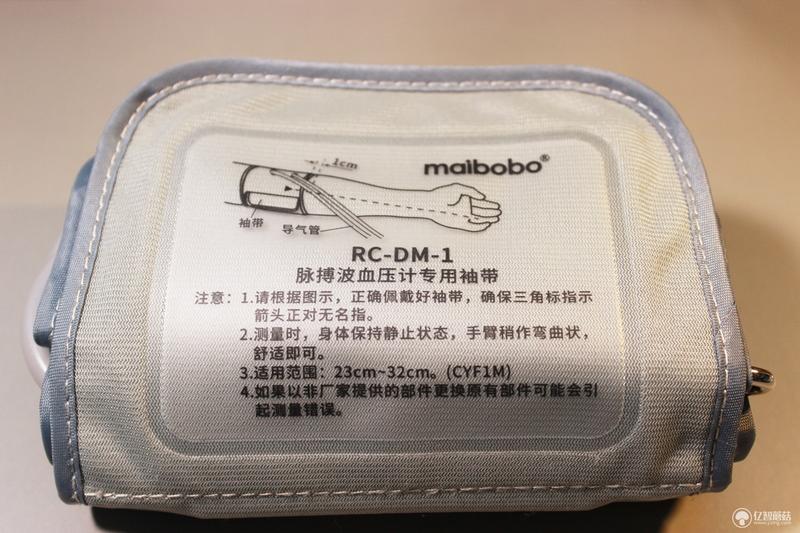 1cm
maibobo®
袖带
导气管
RC-DM-1
脉搏波血压计专用袖带
注意：1.请根据图示，正确佩戴好袖带，确保三角标指示
箭头正对无名指。
2.测量时，身体保持静止状态，手臂稍作弯曲状，
舒适即可。
3.适用范围：23cm~32cm。(CYF1M)
4.如果以非厂家提供的部件更换原有部件可能会引
起测量错误。
亿智蘑菇